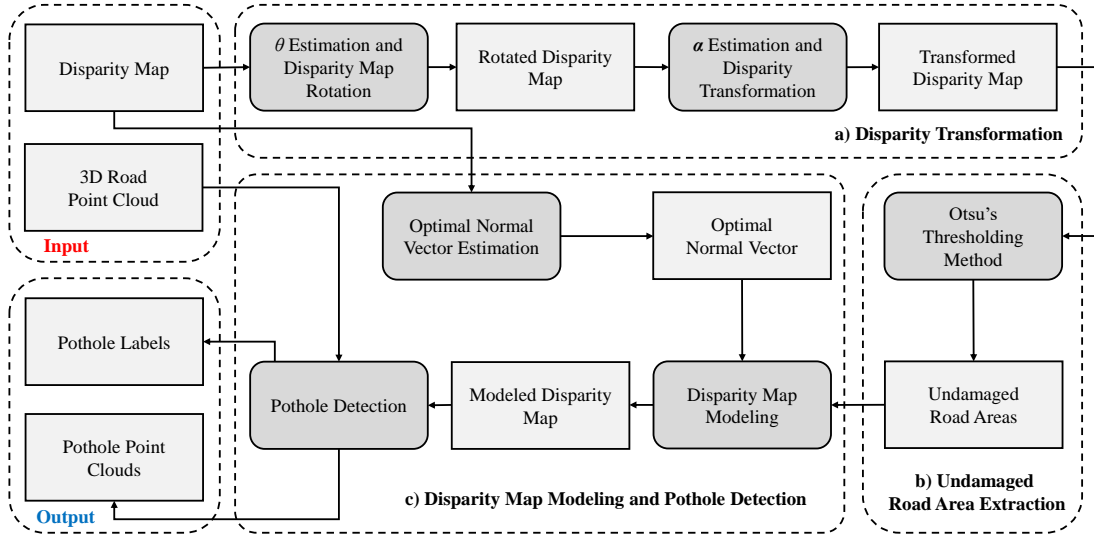 Disparity Map
3D Road
Point Cloud
Input
θ Estimation and
Disparity Map
Rotation
Rotated Disparity
Map
α Estimation and
Disparity
Transformation
Transformed
Disparity Map
a) Disparity Transformation
Optimal Normal
Vector Estimation
Optimal
Normal Vector
Otsu's
Thresholding
Method
Pothole Labels
Pothole Point
Clouds
Output
Pothole Detection
Modeled Disparity
Map
Disparity Map
Modeling
Undamaged
Road Areas
c) Disparity Map Modeling and Pothole Detection
b) Undamaged
Road Area Extraction